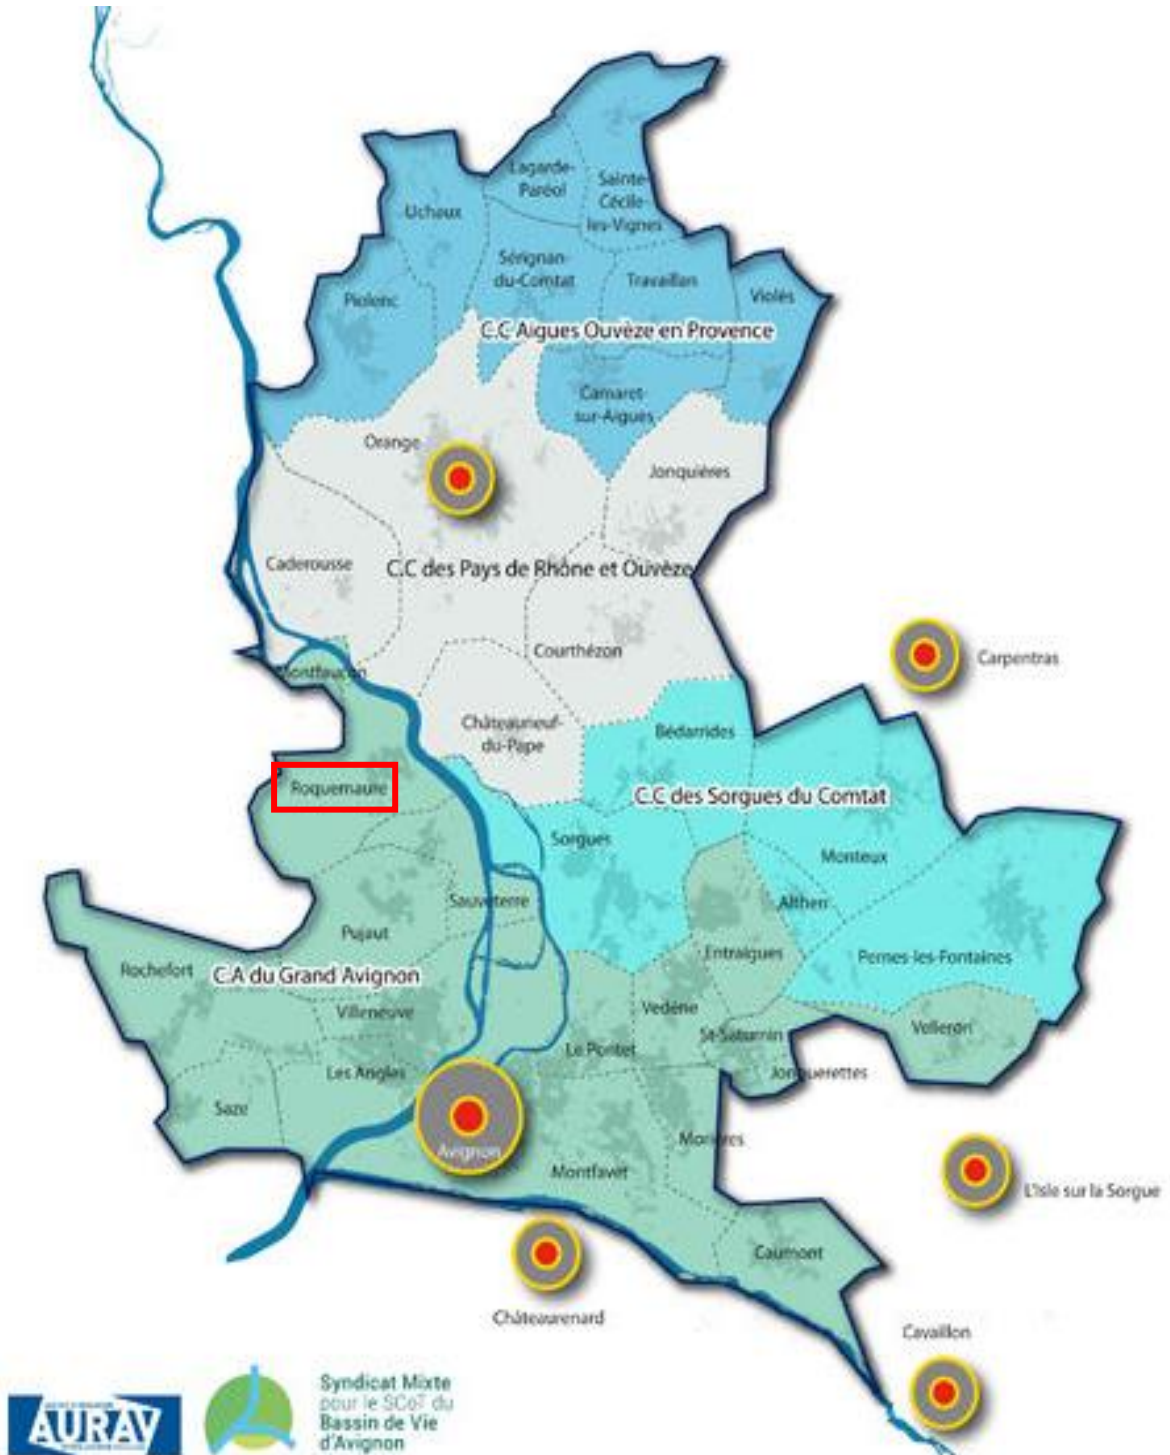 Lagarde-
Paréol
Sainte-
Cécile-
les-Vignes
Uchaux
Sérignan-
du-Comtat
Travaillan
Violès
Piolenc
C.C Aigues Ouvèze en Provence
Camaret-
sur-Aigues
Orange
Jonquières
Caderousse
C.C des Pays de Rhône et Ouvèze
Courthézon
Carpentras
Montfaucon
Châteauneuf-
du-Pape
Bédarrides
Roquemaure
C.C des Sorgues du Comtat
Sorgues
Monteux
Sauveterre
Althen
Pujaut
Entraigues
Pernes-les-Fontaines
Rochefort
C.A du Grand Avignon
Villeneuve
Vedène
Velleron
St-Saturnin
Le Pontet
Les Angles
Jonquerettes
Saze
Morières
Avignon
Montfavet
L'Isle sur la Sorgue
Caumont
Châteaurenard
Cavaillon
Syndicat Mixte
pour le SCoT du
Bassin de Vie
d'Avignon
AURAV